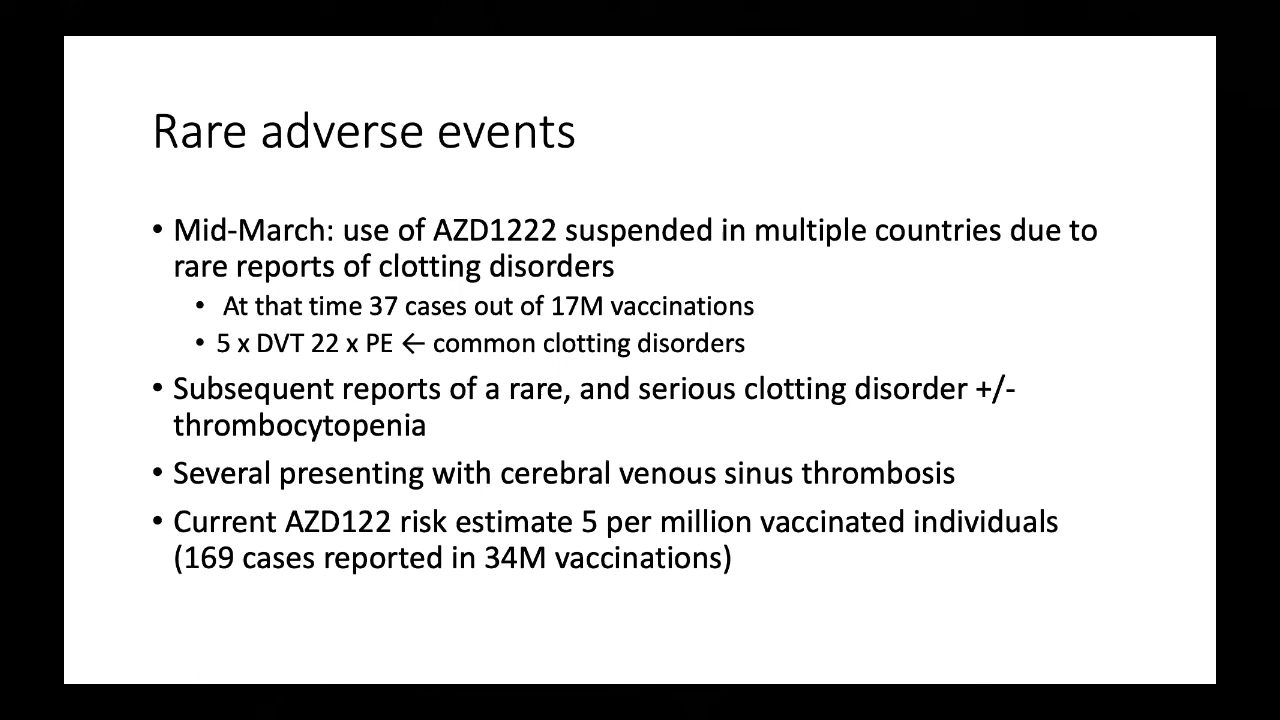 Rare adverse events
• Mid-March: use of AZD1222 suspended in multiple countries due to
rare reports of clotting disorders
• At that time 37 cases out of 17M vaccinations
• 5 x DVT 22 x PE ← common clotting disorders
• Subsequent reports of a rare, and serious clotting disorder +/-
thrombocytopenia
• Several presenting with cerebral venous sinus thrombosis
• Current AZD122 risk estimate 5 per million vaccinated individuals
(169 cases reported in 34M vaccinations)